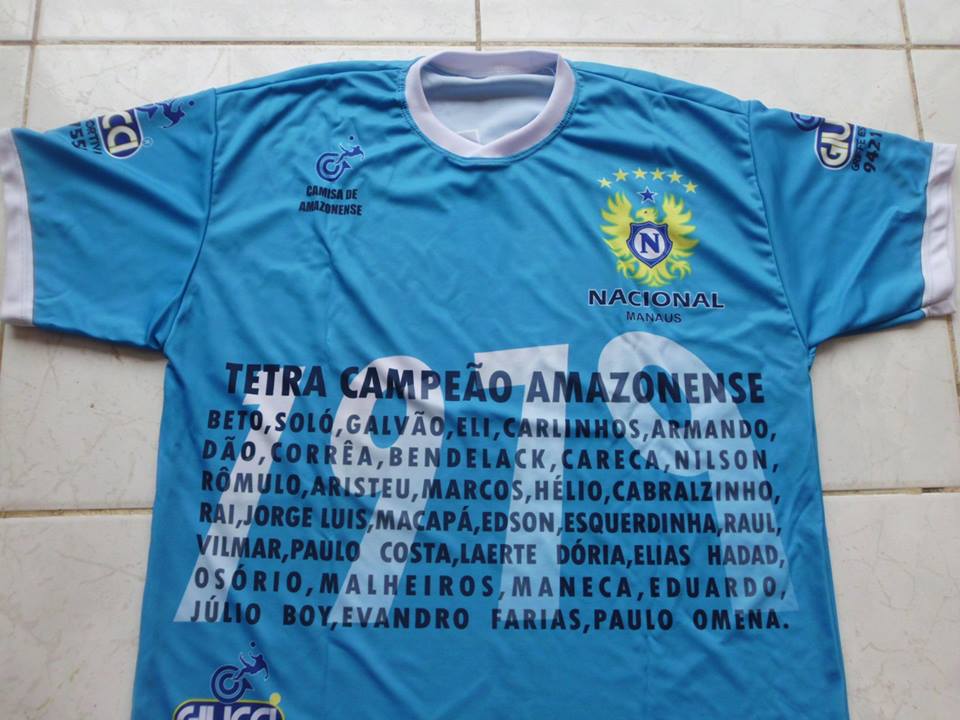 CAMISA DE
AMAZONENSE
N
NACIONAL
MANAUS
1979
TETRA CAMPEÃO AMAZONENSE
BETO,SOLÓ,GALVÃO,ELI,CARLINHOS,ARMANDO,
DÃO,CORRÊA,BENDELACK,CARECA,NILSON,
RÔMULO,ARISTEU,MARCOS,HÉLIO,CABRALZINHO,
RAI,JORGE LUIS,MACAPÁ,EDSON,ESQUERDINHA,RAUL,
VILMAR,PAULO COSTA,LAERTE DÓRIA,ELIAS HADAD,
OSÓRIO,MALHEIROS,MANECA,EDUARDO,
JÚLIO BOY,EVANDRO FARIAS,PAULO OMENA.
GIUCCI